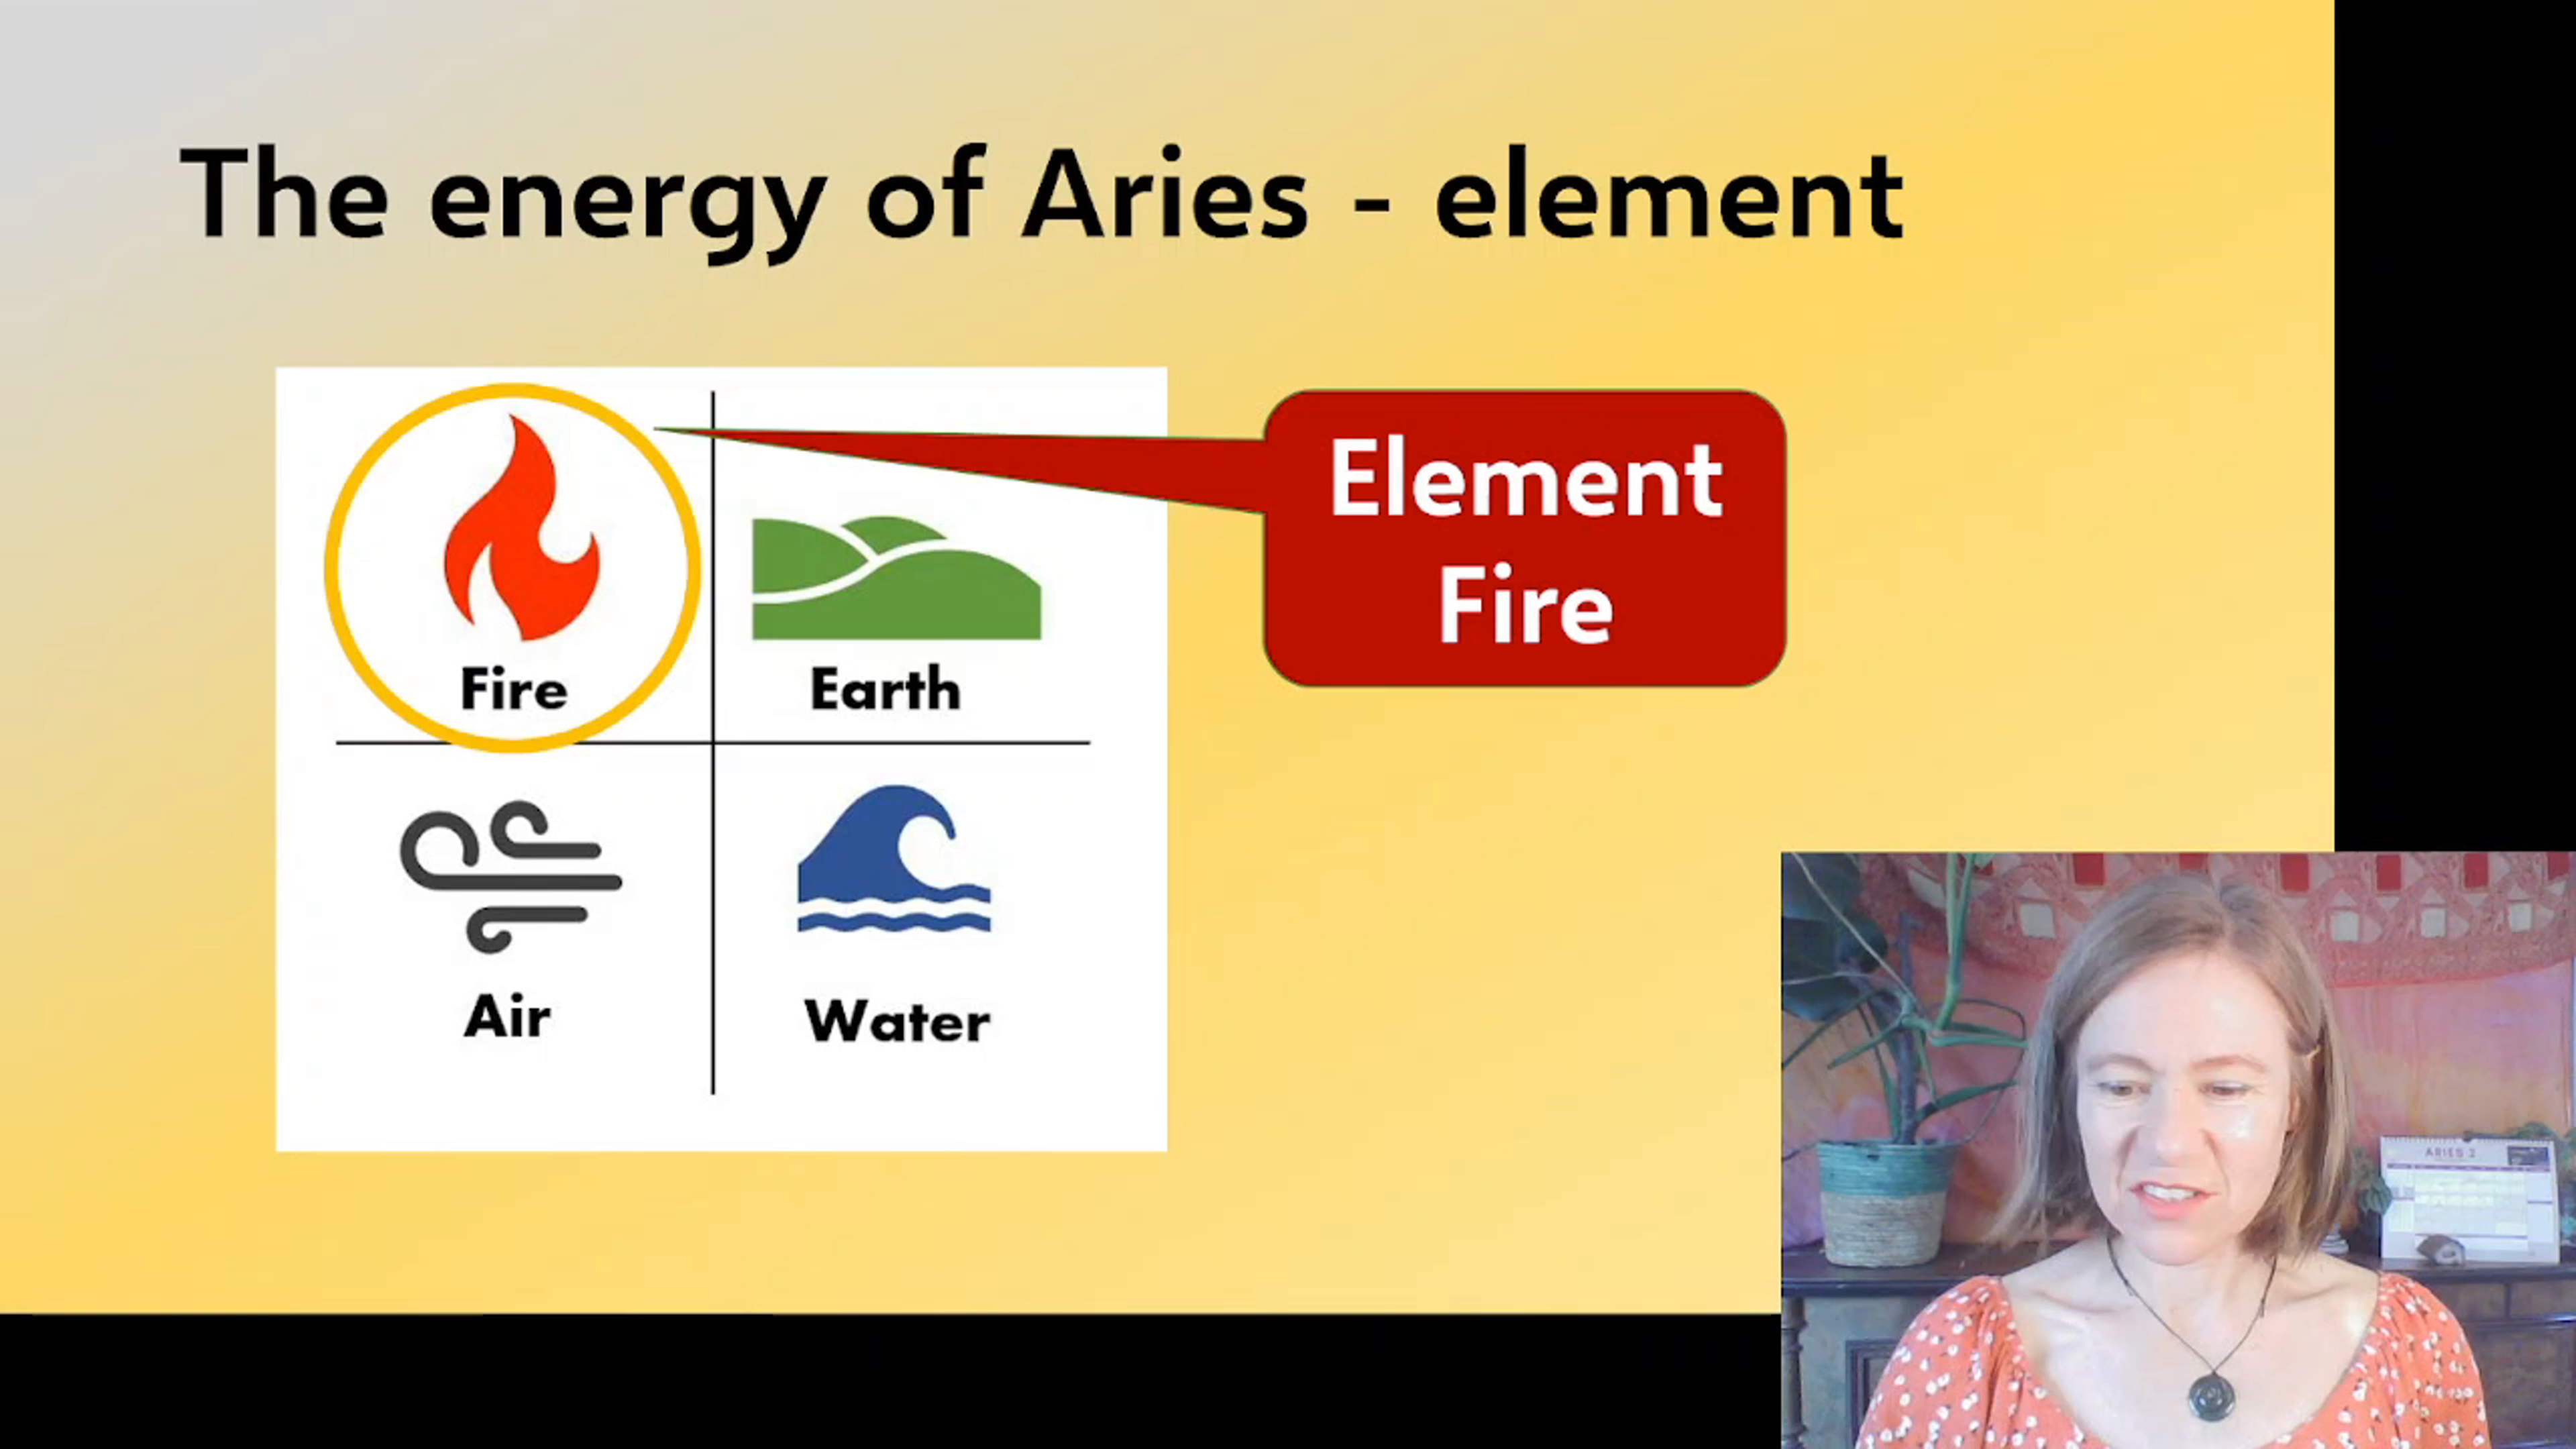 The energy of Aries - element
Element
Fire
Fire
Earth
Air
Water
ARIES 2